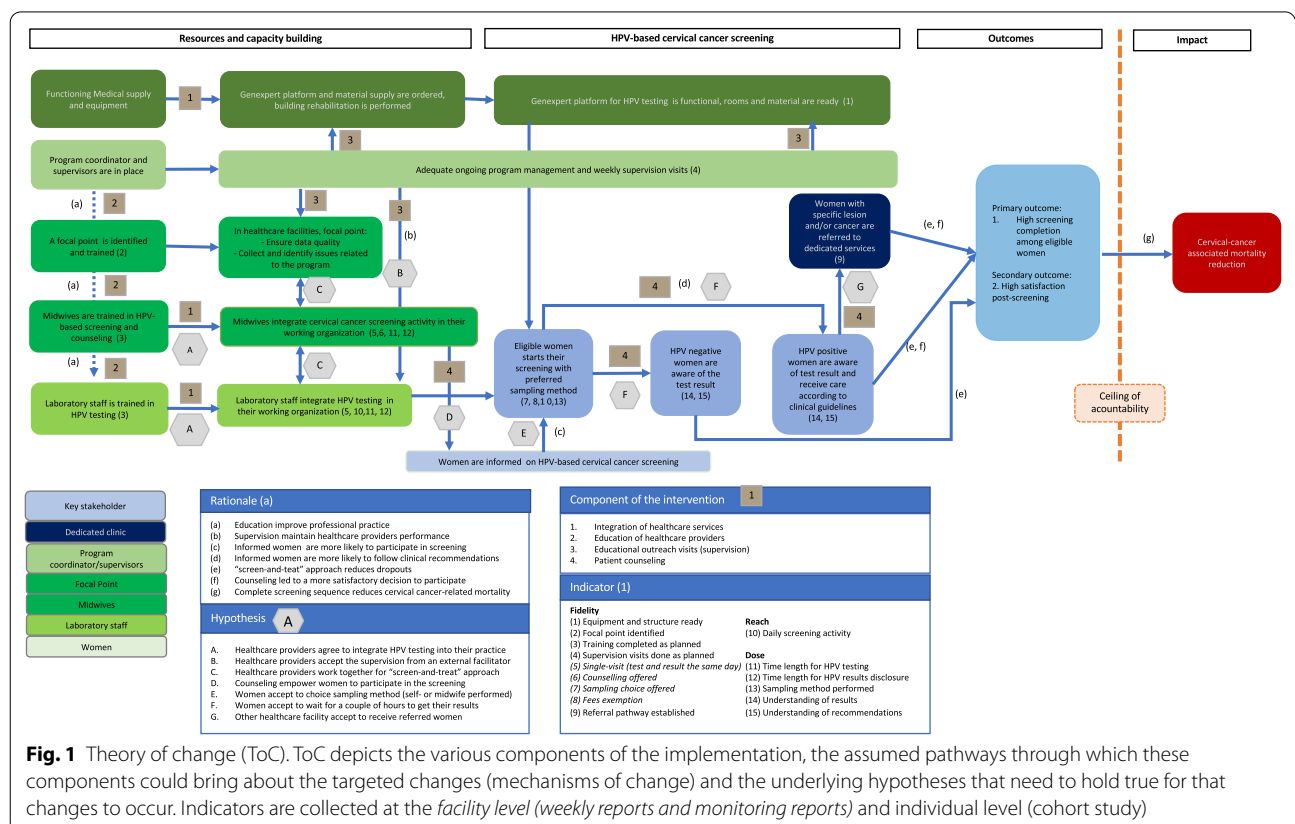 Resources and capacity building
HPV-based cervical cancer screening
Outcomes
Impact
Functioning Medical supply
and equipment
1
Genexpert platform and material supply are ordered,
building rehabilitation is performed
Genexpert platform for HPV testing is functional, rooms and material are ready (1)
3
3
Program coordinator and
supervisors are in place
Adequate ongoing program management and weekly supervision visits (4)
(a)
2
3
3
(b)
A focal point is identified
and trained (2)
In healthcare facilities, focal point:
- Ensure data quality
- Collect and identify issues related
to the program
B
Women with
specific lesion
and/or cancer are
referred to
dedicated services
(9)
(e, f)
Primary outcome:
1. High screening
completion
among eligible
women
Secondary outcome:
2. High satisfaction
post-screening
(g)
Cervical-cancer
associated mortality
reduction
(a)
2
C
4
(d)
F
G
4
Midwives are trained in HPV-
based screening and
counseling (3)
1
A
Midwives integrate cervical cancer screening activity in their
working organization (5,6, 11, 12)
(a)
2
C
4
Eligible women
starts their
screening with
preferred
sampling method
(7, 8,1 0,13)
4
F
HPV negative
women are
aware of the
test result
(14, 15)
HPV positive
women are aware
of test result and
receive care
according to
clinical guidelines
(14, 15)
(e, f)
(e)
Laboratory staff is trained in
HPV testing (3)
1
A
Laboratory staff integrate HPV testing in
their working organization (5, 10,11, 12)
D
E
(c)
Women are informed on HPV-based cervical cancer screening
Ceiling of
acountability
Key stakeholder
Dedicated clinic
Program
coordinator/supervisors
Focal Point
Midwives
Laboratory staff
Women
Rationale (a)
(a) Education improve professional practice
(b) Supervision maintain healthcare providers performance
(c) Informed women are more likely to participate in screening
(d) Informed women are more likely to follow clinical recommendations
(e) "screen-and-teat" approach reduces dropouts
(f) Counseling led to a more satisfactory decision to participate
(g) Complete screening sequence reduces cervical cancer-related mortality
Hypothesis A
A. Healthcare providers agree to integrate HPV testing into their practice
B. Healthcare providers accept the supervision from an external facilitator
C. Healthcare providers work together for "screen-and-treat" approach
D. Counseling empower women to participate in the screening
E. Women accept to choice sampling method (self- or midwife performed)
F. Women accept to wait for a couple of hours to get their results
G. Other healthcare facility accept to receive referred women
Component of the intervention 1
1. Integration of healthcare services
2. Education of healthcare providers
3. Educational outreach visits (supervision)
4. Patient counseling
Indicator (1)
Fidelity
(1) Equipment and structure ready
(2) Focal point identified
(3) Training completed as planned
(4) Supervision visits done as planned
(5) Single-visit (test and result the same day)
(6) Counselling offered
(7) Sampling choice offered
(8) Fees exemption
(9) Referral pathway established
Reach
(10) Daily screening activity
Dose
(11) Time length for HPV testing
(12) Time length for HPV results disclosure
(13) Sampling method performed
(14) Understanding of results
(15) Understanding of recommendations
Fig. 1 Theory of change (ToC). ToC depicts the various components of the implementation, the assumed pathways through which these
components could bring about the targeted changes (mechanisms of change) and the underlying hypotheses that need to hold true for that
changes to occur. Indicators are collected at the facility level (weekly reports and monitoring reports) and individual level (cohort study)